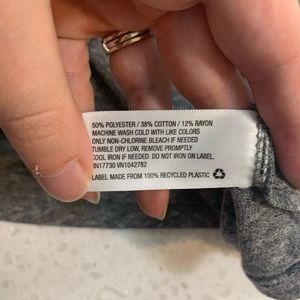 50% POLYESTER / 38% COTTON / 12% RAYON
MACHINE WASH COLD WITH LIKE COLORS
ONLY NON-CHLORINE BLEACH IF NEEDED
TUMBLE DRY LOW, REMOVE PROMPTLY
COOL IRON IF NEEDED. DO NOT IRON ON LABEL.
VN17730 VN1042782
LABEL MADE FROM 100% RECYCLED PLASTIC